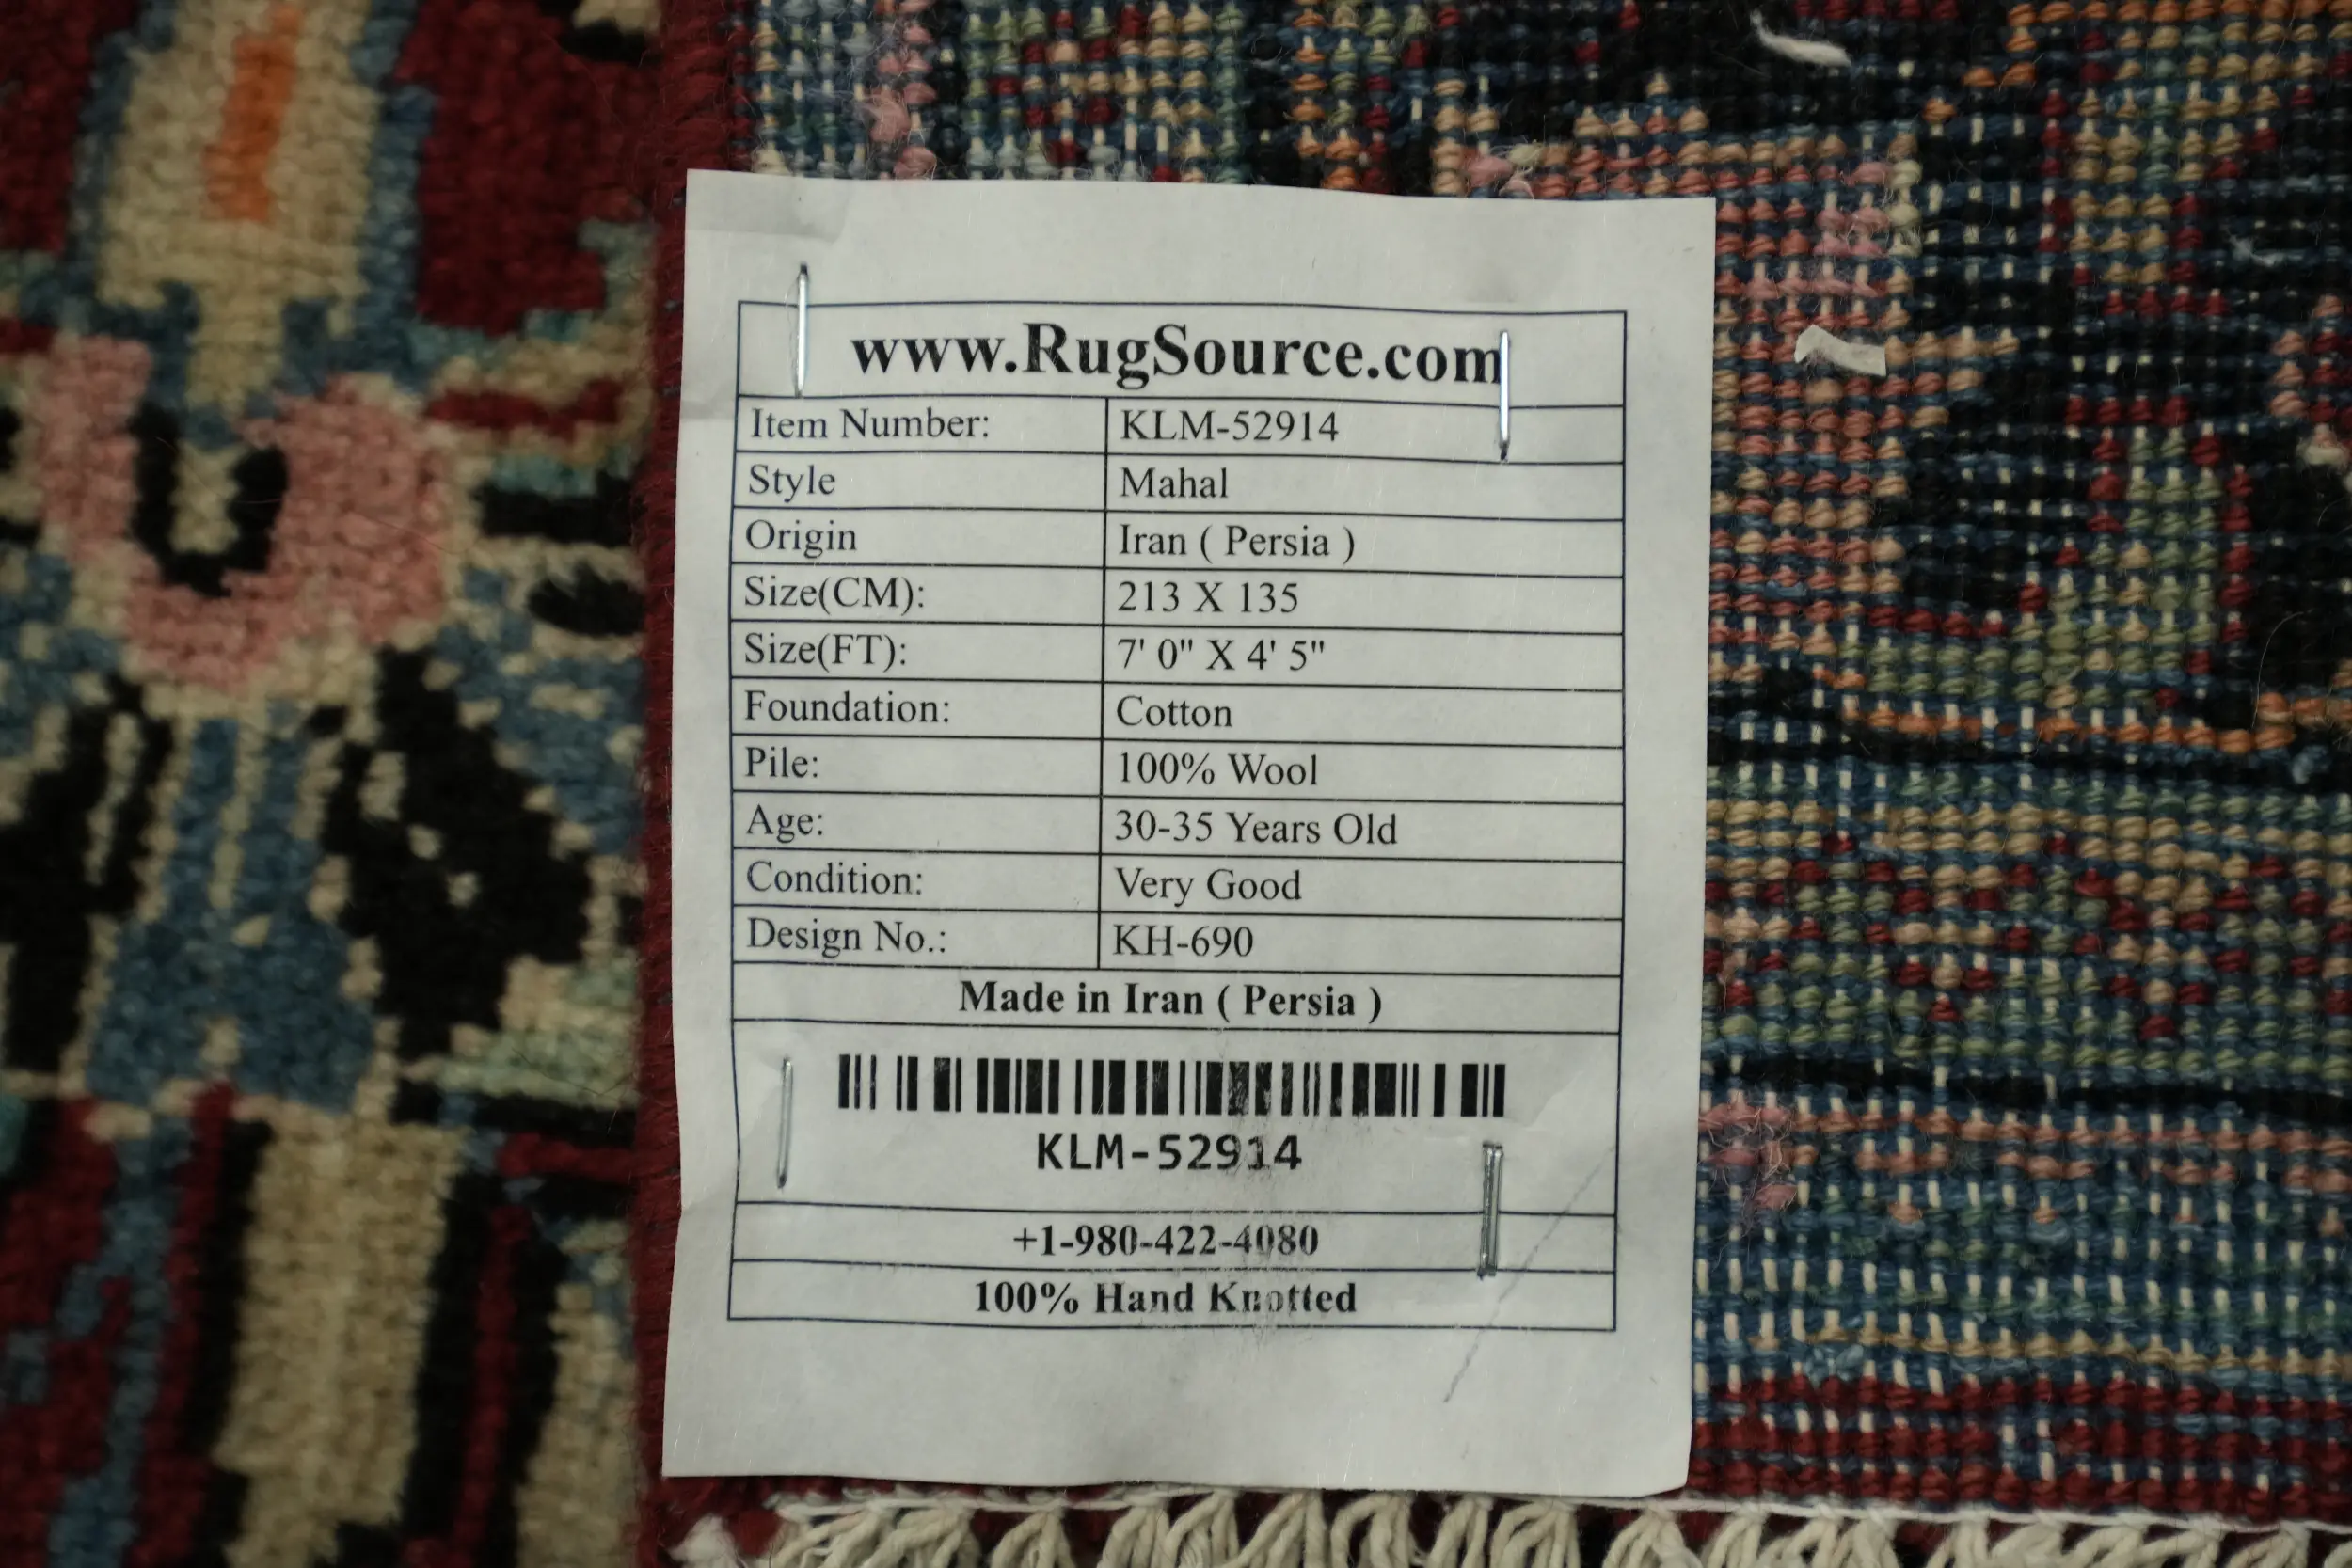 www.RugSource.com
Item Number: KLM-52914
Style Mahal
Origin Iran ( Persia )
Size(CM): 213 X 135
Size(FT): 7' 0" X 4' 5"
Foundation: Cotton
Pile: 100% Wool
Age: 30-35 Years Old
Condition: Very Good
Design No.: KH-690
Made in Iran ( Persia )
KLM-52914
+1-980-422-4080
100% Hand Knotted